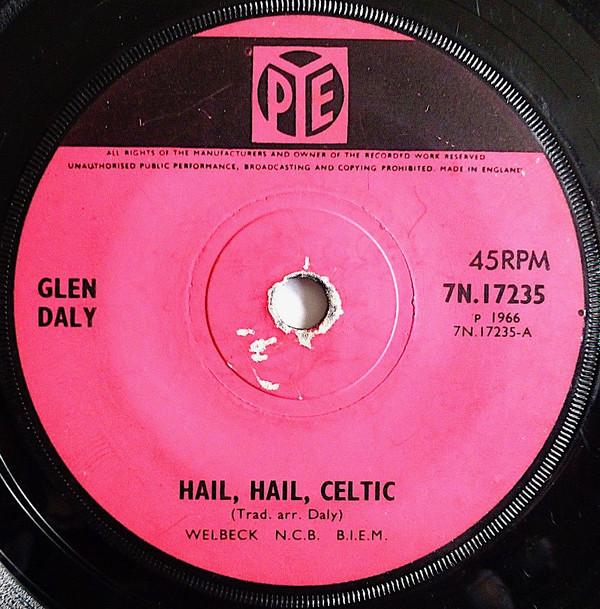 PYE
ALL RIGHTS OF THE MANUFACTURERS AND OWNER OF THE RECORDED WORK RESERVED
UNAUTHORISED PUBLIC PERFORMANCE, BROADCASTING AND COPYING PROHIBITED. MADE IN ENGLAND
GLEN
DALY
45RPM
7N.17235
P 1966
7N.17235-A
HAIL, HAIL, CELTIC
(Trad. arr. Daly)
WELBECK N.C.B. B.I.E.M.